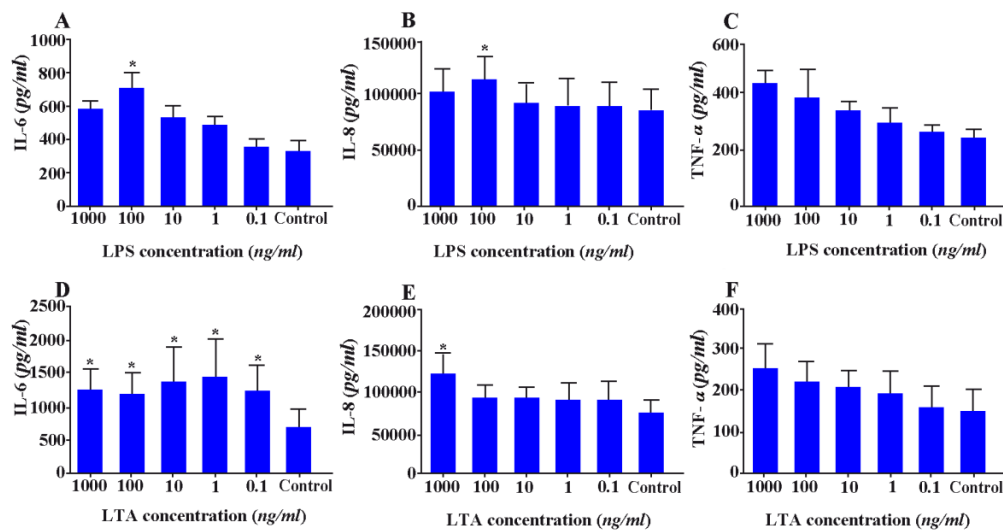 A
IL-6 (pg/ml)
1000
800
600
400
200
0
*
1000 100 10 1 0.1 Control
LPS concentration (ng/ml)
B
IL-8 (pg/ml)
150000
100000
50000
0
*
1000 100 10 1 0.1 Control
LPS concentration (ng/ml)
C
TNF- α (pg/ml)
600
400
200
0
1000 100 10 1 0.1 Control
LPS concentration (ng/ml)
D
IL-6 (pg/ml)
2500
2000
1500
1000
500
0
* * * * *
1000 100 10 1 0.1 Control
LTA concentration (ng/ml)
E
IL-8 (pg/ml)
200000
150000
100000
50000
0
*
1000 100 10 1 0.1 Control
LTA concentration (ng/ml)
F
TNF- α (pg/ml)
400
300
200
100
0
1000 100 10 1 0.1 Control
LTA concentration (ng/ml)